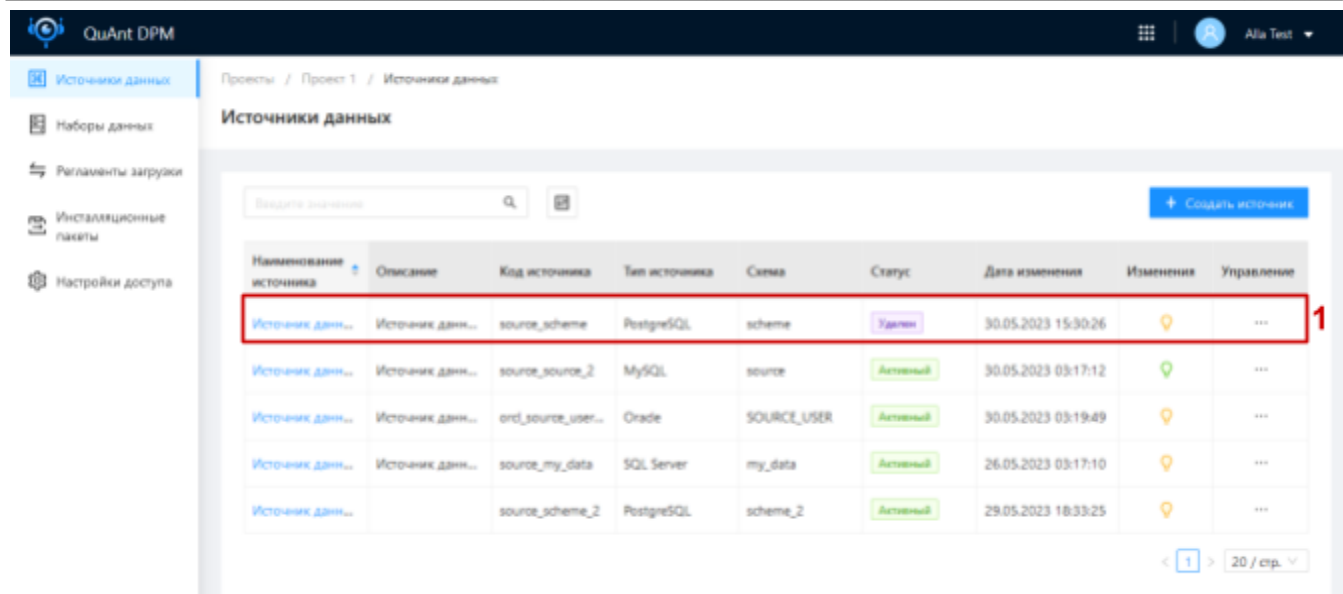 QuAnt DPM
Alla Test
Источники данных
Проекты / Проект 1 / Источники данных
Источники данных
Наборы данных
Регламенты загрузки
Инсталляционные
пакеты
Настройки доступа
Введите значение
+ Создать источник
Наименование источника Описание Код источника Тип источника Схема Статус Дата изменения Изменения Управление
Источник данн... Источник данн... source_scheme PostgreSQL scheme Удален 30.05.2023 15:30:26 ... 1
Источник данн... Источник данн... source_source_2 MySQL source Активный 30.05.2023 03:17:12 ...
Источник данн... Источник данн... orcl_source_user... Oracle SOURCE_USER Активный 30.05.2023 03:19:49 ...
Источник данн... Источник данн... source_my_data SQL Server my_data Активный 26.05.2023 03:17:10 ...
Источник данн... source_scheme_2 PostgreSQL scheme_2 Активный 29.05.2023 18:33:25 ...
< 1 > 20 / стр.